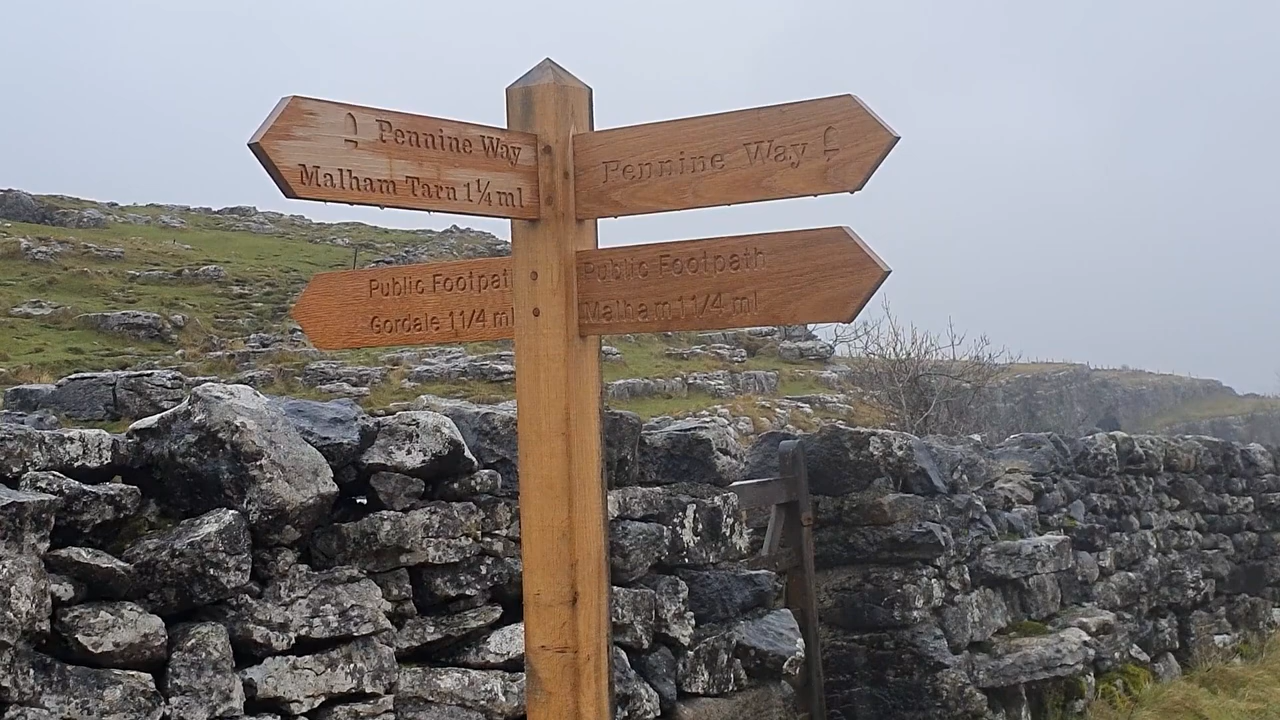 Pennine Way
Malham Tarn 1¼ ml
Pennine Way
Public Footpath
Gordale 1 1/4 ml
Public Footpath
Malham 1 1/4 ml